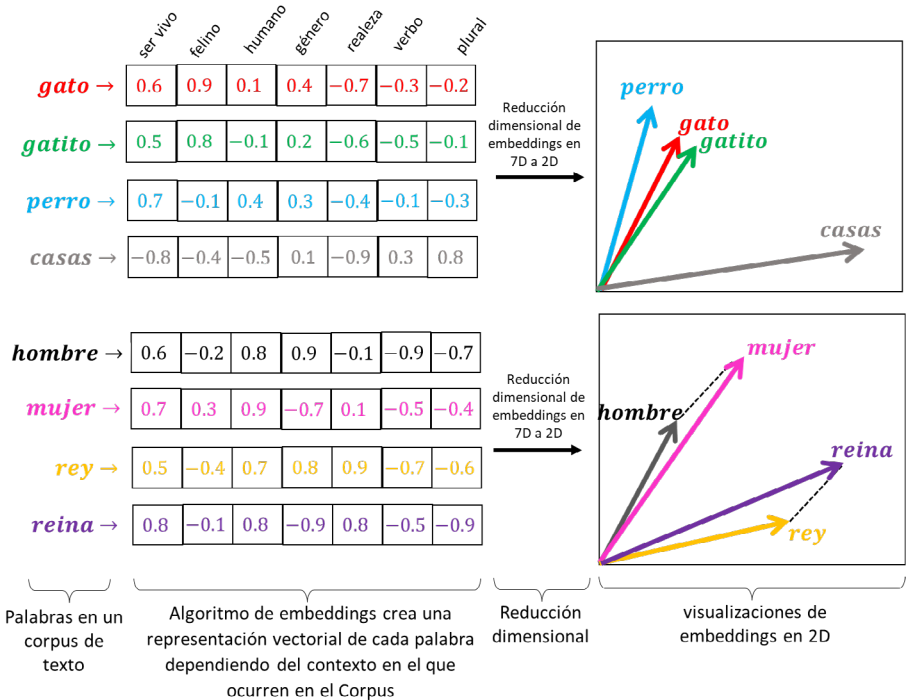 ser vivo felino humano género realeza verbo plural
gato → 0.6 0.9 0.1 0.4 −0.7 −0.3 −0.2
gatito → 0.5 0.8 −0.1 0.2 −0.6 −0.5 −0.1
perro → 0.7 −0.1 0.4 0.3 −0.4 −0.1 −0.3
casas → −0.8 −0.4 −0.5 0.1 −0.9 0.3 0.8
Reducción
dimensional de
embeddings en
7D a 2D
perro
gato
gatito
casas
hombre → 0.6 −0.2 0.8 0.9 −0.1 −0.9 −0.7
mujer → 0.7 0.3 0.9 −0.7 0.1 −0.5 −0.4
rey → 0.5 −0.4 0.7 0.8 0.9 −0.7 −0.6
reina → 0.8 −0.1 0.8 −0.9 0.8 −0.5 −0.9
Reducción
dimensional de
embeddings en
7D a 2D
mujer
hombre
reina
rey
Palabras en un
corpus de
texto
Algoritmo de embeddings crea una
representación vectorial de cada palabra
dependiendo del contexto en el que
ocurren en el Corpus
Reducción
dimensional
visualizaciones de
embeddings en 2D